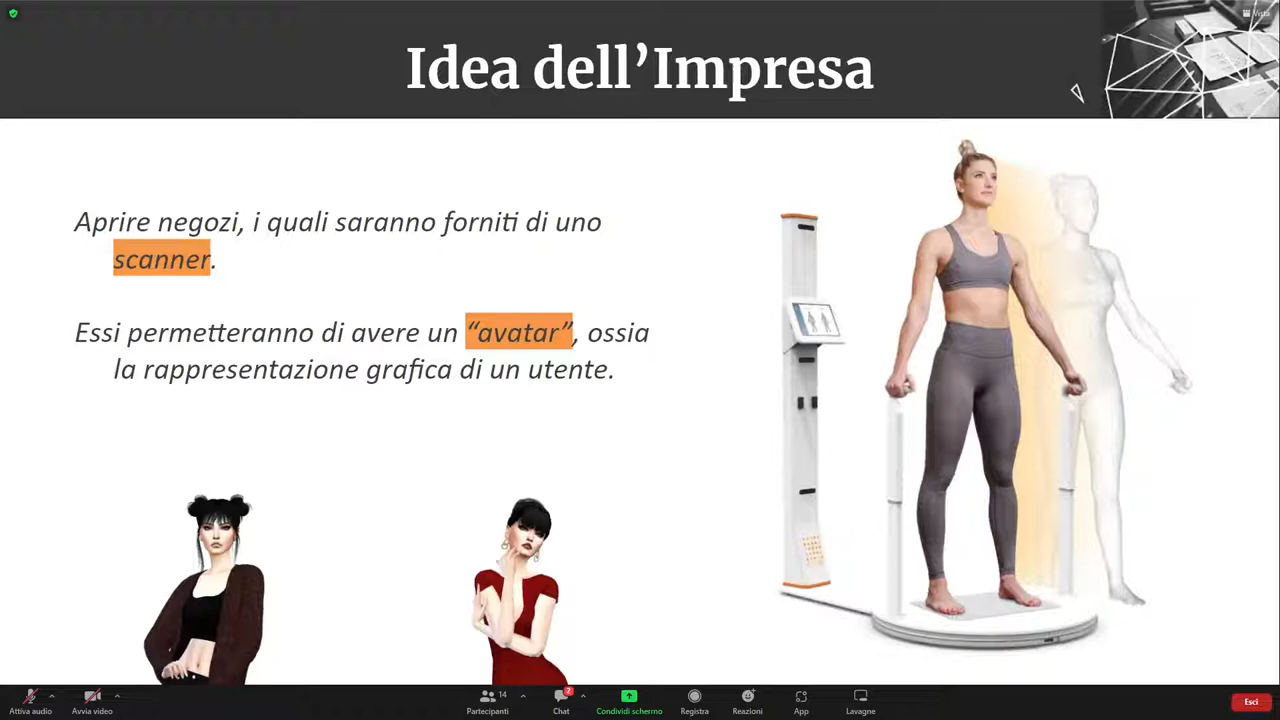 Vista
Idea dell’Impresa
Aprire negozi, i quali saranno forniti di uno
scanner.
Essi permetteranno di avere un “avatar”, ossia
la rappresentazione grafica di un utente.
Attiva audio
Avvia video
14
Partecipanti
2
Chat
Condividi schermo
Registra
Reazioni
App
Lavagne
Esci